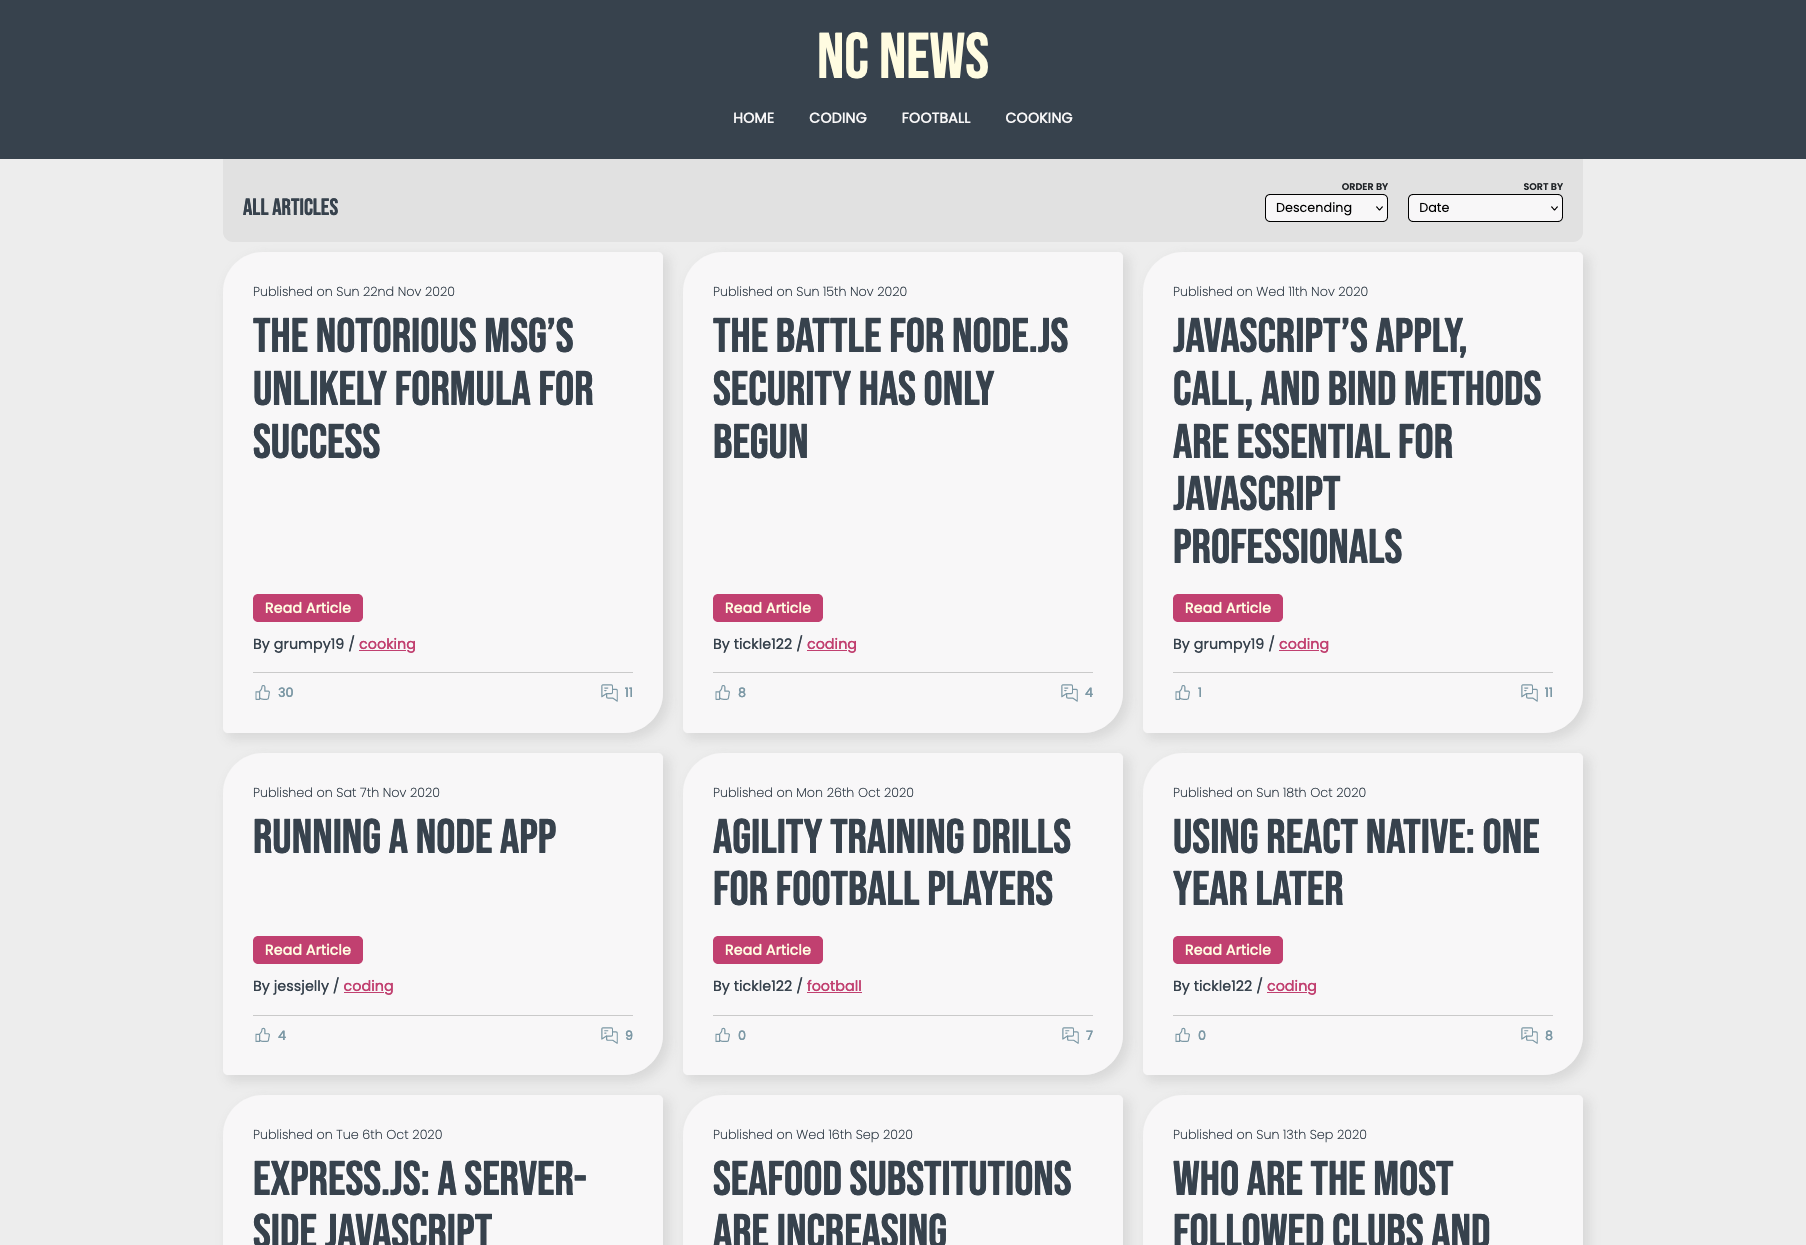 NC NEWS
HOME CODING FOOTBALL COOKING
ALL ARTICLES
ORDER BY
Descending
SORT BY
Date
Published on Sun 22nd Nov 2020
THE NOTORIOUS MSG’S
UNLIKELY FORMULA FOR
SUCCESS
Read Article
By grumpy19 / cooking
30
11
Published on Sun 15th Nov 2020
THE BATTLE FOR NODE.JS
SECURITY HAS ONLY
BEGUN
Read Article
By tickle122 / coding
8
4
Published on Wed 11th Nov 2020
JAVASCRIPT’S APPLY,
CALL, AND BIND METHODS
ARE ESSENTIAL FOR
JAVASCRIPT
PROFESSIONALS
Read Article
By grumpy19 / coding
1
11
Published on Sat 7th Nov 2020
RUNNING A NODE APP
Read Article
By jessjelly / coding
4
9
Published on Mon 26th Oct 2020
AGILITY TRAINING DRILLS
FOR FOOTBALL PLAYERS
Read Article
By tickle122 / football
0
7
Published on Sun 18th Oct 2020
USING REACT NATIVE: ONE
YEAR LATER
Read Article
By tickle122 / coding
0
8
Published on Tue 6th Oct 2020
EXPRESS.JS: A SERVER-
SIDE JAVASCRIPT
Published on Wed 16th Sep 2020
SEAFOOD SUBSTITUTIONS
ARE INCREASING
Published on Sun 13th Sep 2020
WHO ARE THE MOST
FOLLOWED CLUBS AND